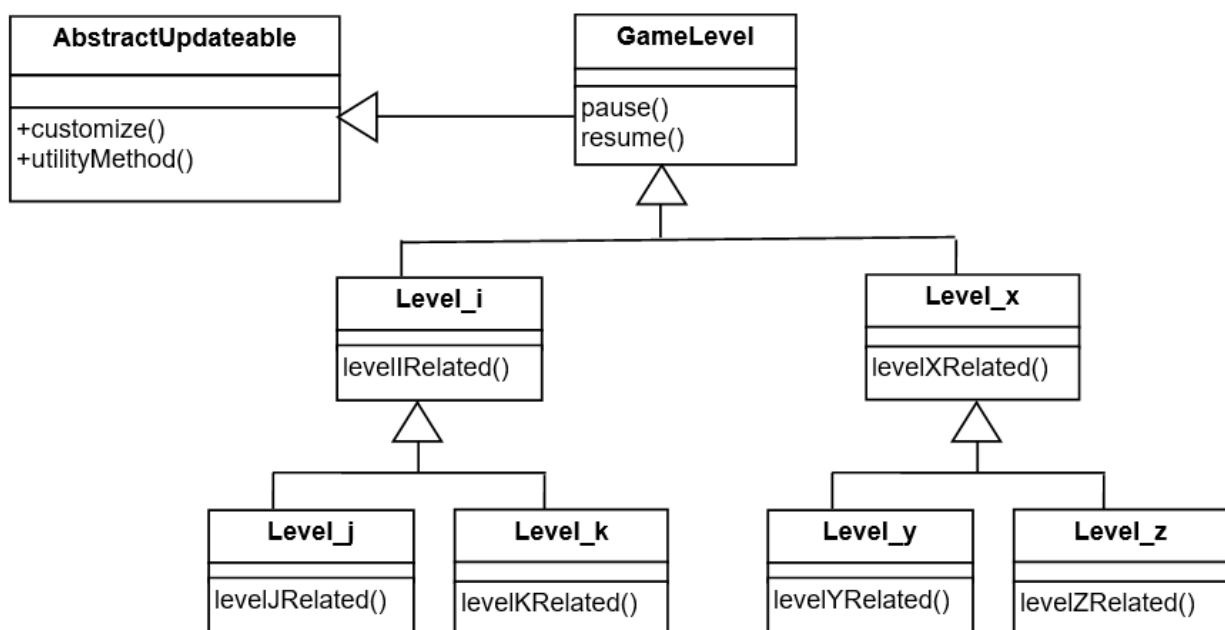 AbstractUpdateable
+customize()
+utilityMethod()
GameLevel
pause()
resume()
Level_i
levelIRelated()
Level_x
levelXRelated()
Level_j
levelJRelated()
Level_k
levelKRelated()
Level_y
levelYRelated()
Level_z
levelZRelated()